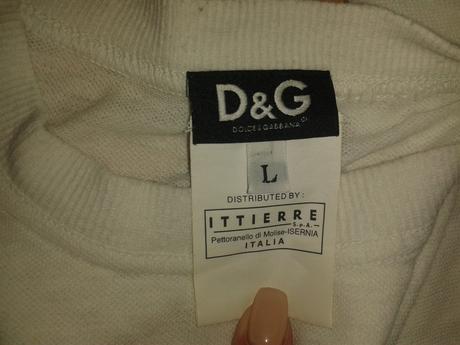 D&G
DOLCE & GABBANA
L
DISTRIBUTED BY :
ITTIERRE
S.p.A.
Pettoranello di Molise-ISERNIA
ITALIA